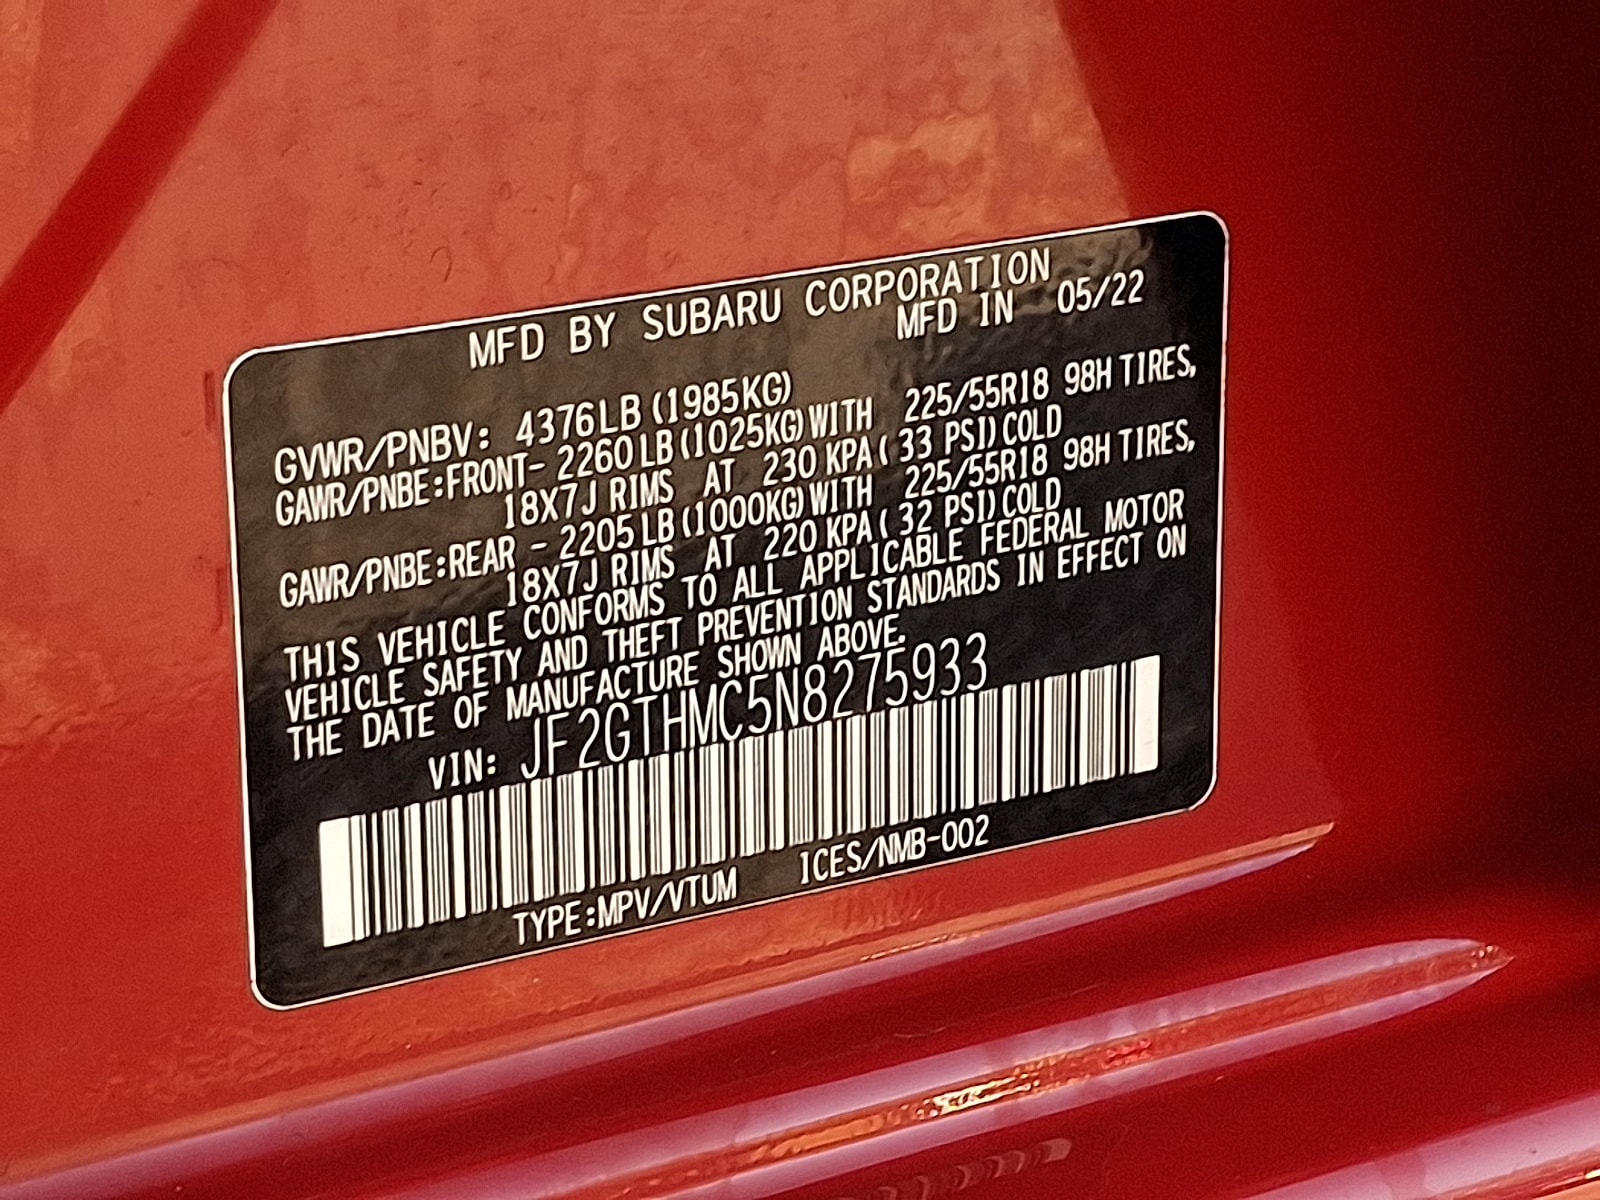 MFD BY SUBARU CORPORATION
MFD IN 05/22
GVWR/PNBV: 4376LB (1985KG)
GAWR/PNBE:FRONT- 2260 LB (1025KG) WITH 225/55R18 98H TIRES,
18X7J RIMS AT 230 KPA ( 33 PSI) COLD
GAWR/PNBE:REAR - 2205 LB (1000KG) WITH 225/55R18 98H TIRES,
18X7J RIMS AT 220 KPA ( 32 PSI) COLD
THIS VEHICLE CONFORMS TO ALL APPLICABLE FEDERAL MOTOR
VEHICLE SAFETY AND THEFT PREVENTION STANDARDS IN EFFECT ON
THE DATE OF MANUFACTURE SHOWN ABOVE.
VIN: JF2GTHMC5N8275933
TYPE:MPV/VTUM ICES/NMB-002